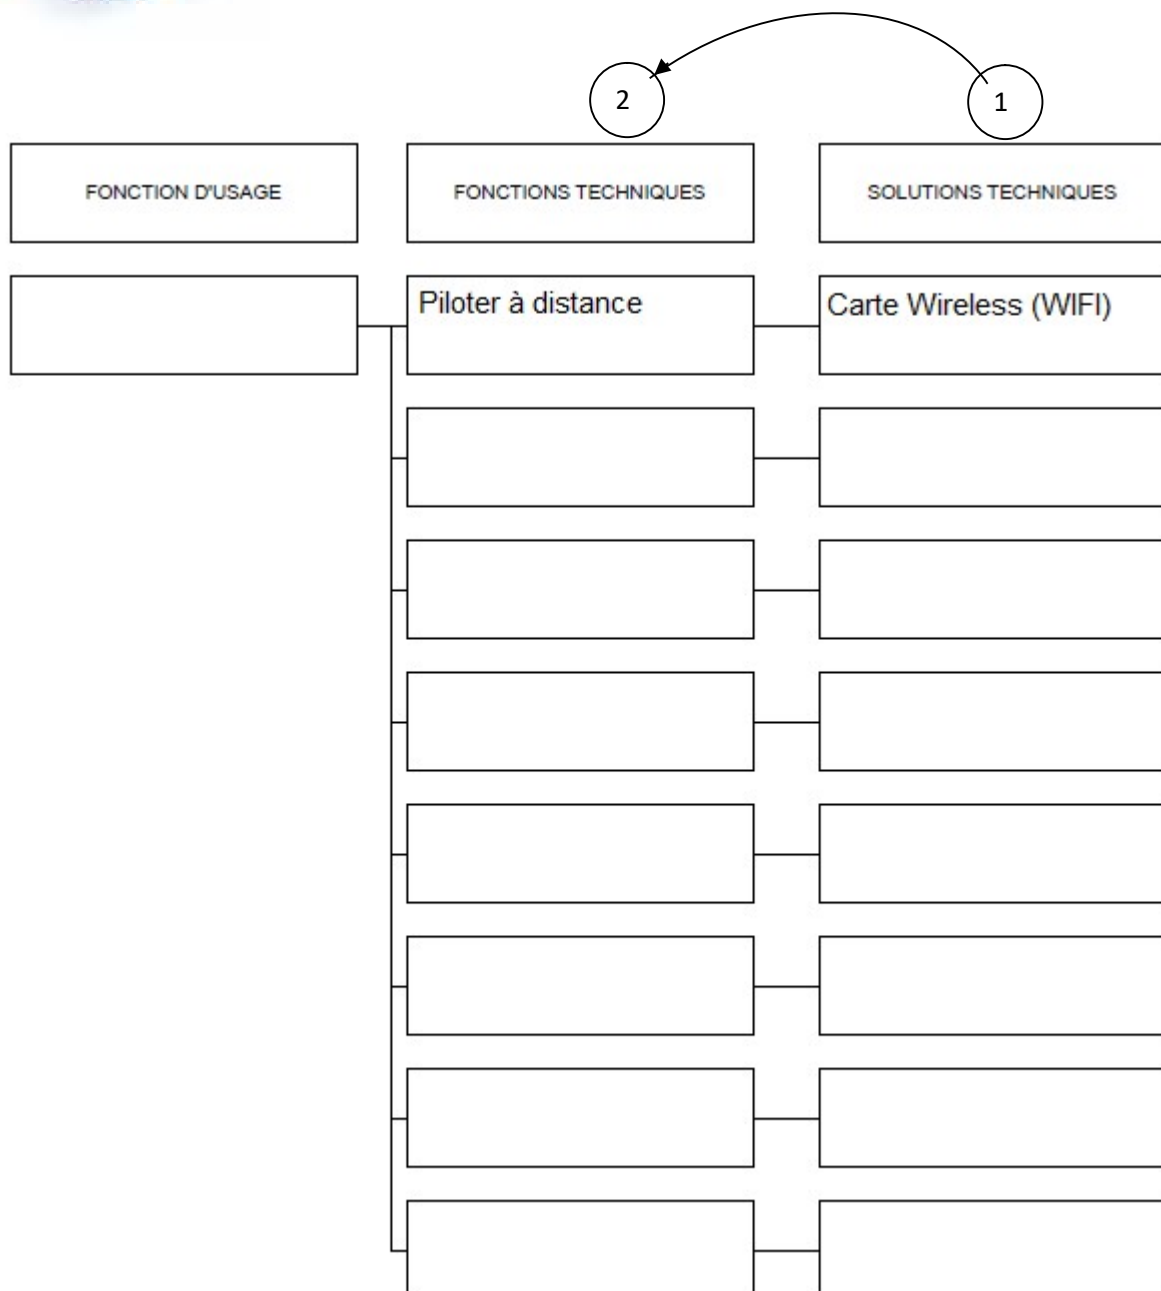 2
1
FONCTION D'USAGE
FONCTIONS TECHNIQUES
SOLUTIONS TECHNIQUES
Piloter à distance
Carte Wireless (WIFI)